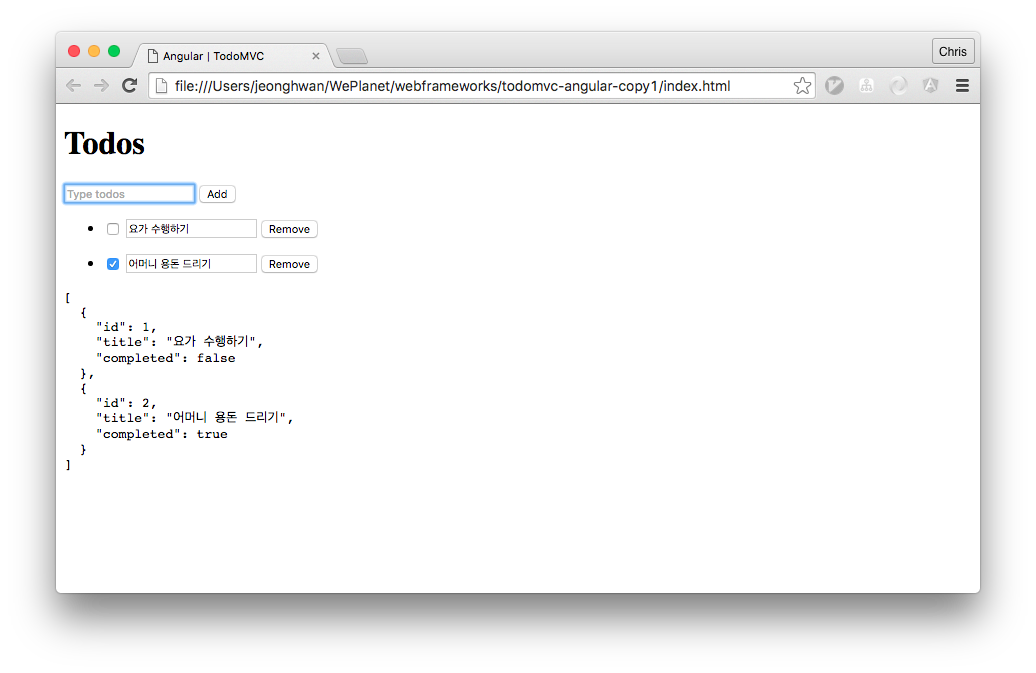 Angular | TodoMVC
Chris
file:///Users/jeonghwan/WePlanet/webframeworks/todomvc-angular-copy1/index.html
Todos
Type todos Add
요가 수행하기 Remove
어머니 용돈 드리기 Remove
[
  {
    "id": 1,
    "title": "요가 수행하기",
    "completed": false
  },
  {
    "id": 2,
    "title": "어머니 용돈 드리기",
    "completed": true
  }
]